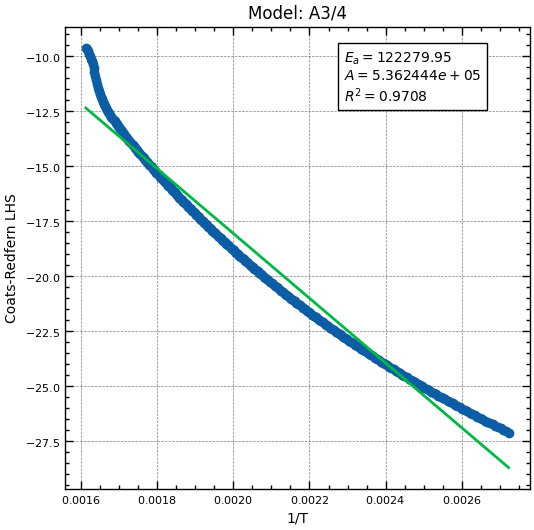 Model: A3/4
Eₐ = 122279.95
A = 5.362444e + 05
R² = 0.9708
−10.0
−12.5
−15.0
−17.5
−20.0
−22.5
−25.0
−27.5
Coats-Redfern LHS
0.0016 0.0018 0.0020 0.0022 0.0024 0.0026
1/T